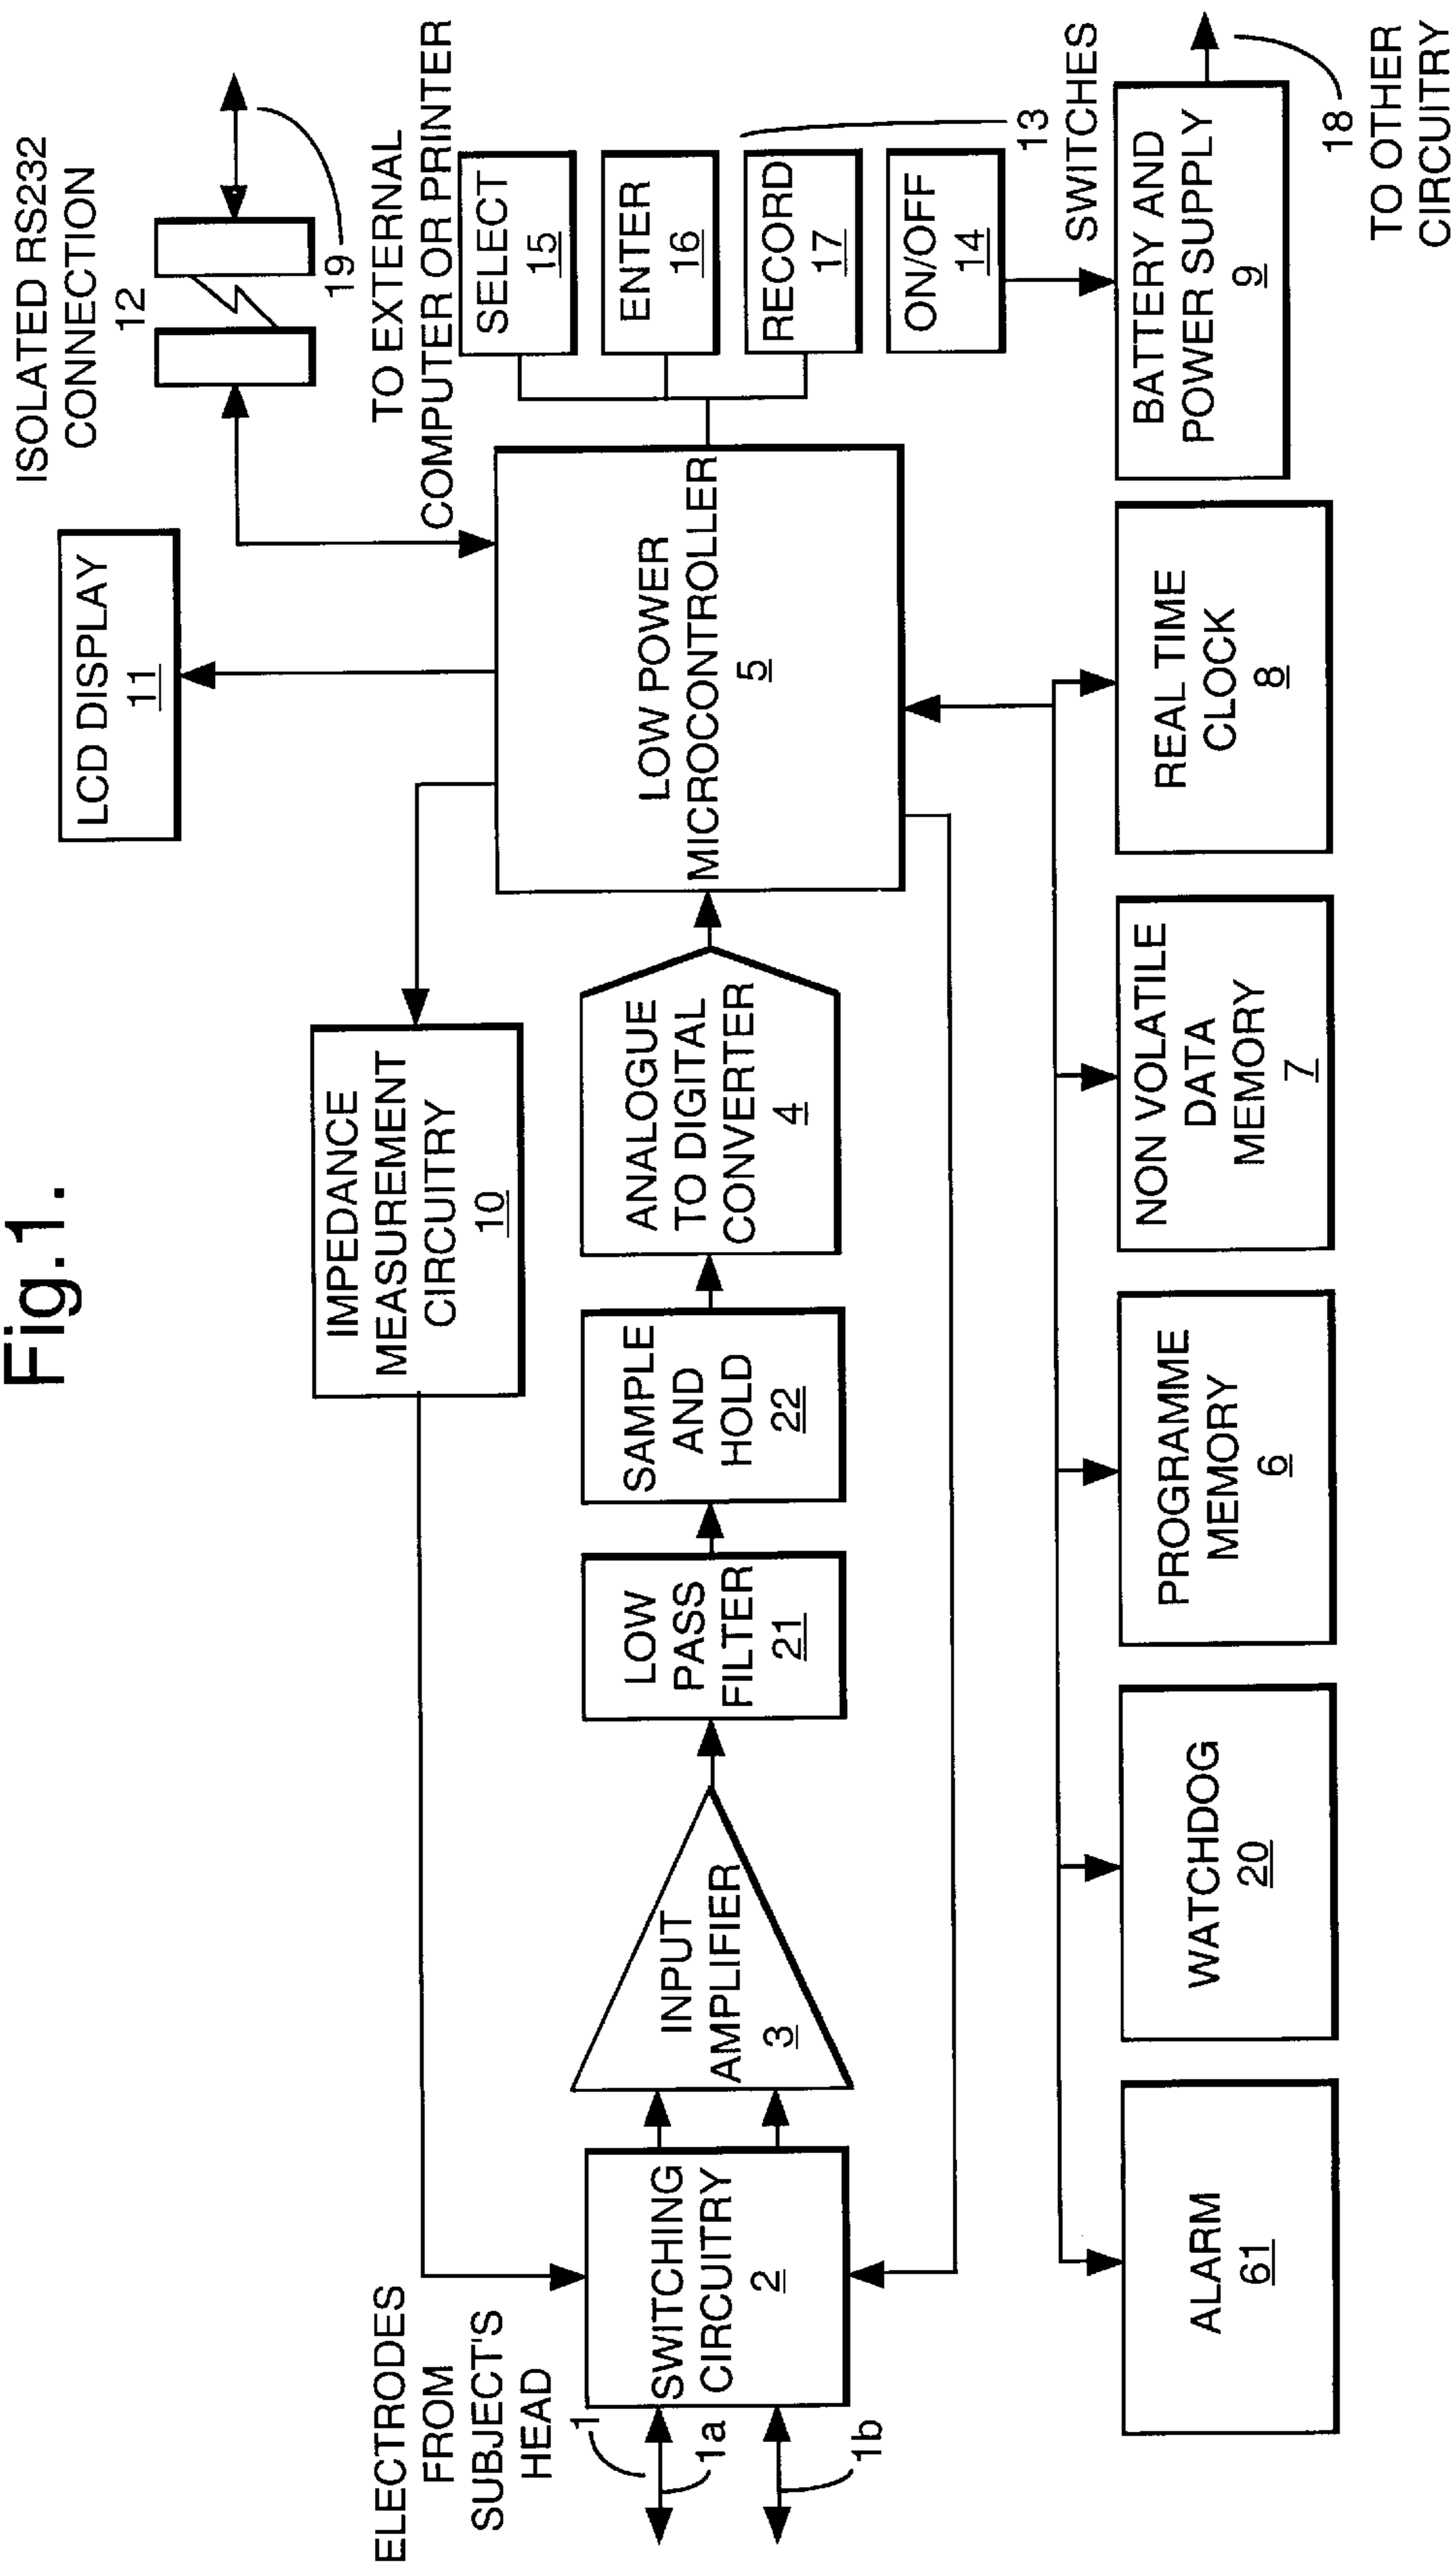 Fig.1.
ISOLATED RS232
CONNECTION
12
19
LCD DISPLAY
11
TO EXTERNAL
COMPUTER OR PRINTER
IMPEDANCE
MEASUREMENT
CIRCUITRY
10
ELECTRODES
FROM
SUBJECT'S
HEAD
1
1a
1b
SWITCHING
CIRCUITRY
2
INPUT
AMPLIFIER
3
LOW
PASS
FILTER
21
SAMPLE
AND
HOLD
22
ANALOGUE
TO DIGITAL
CONVERTER
4
LOW POWER
MICROCONTROLLER
5
SELECT
15
ENTER
16
RECORD
17
ON/OFF
14
13
SWITCHES
ALARM
61
WATCHDOG
20
PROGRAMME
MEMORY
6
NON VOLATILE
DATA
MEMORY
7
REAL TIME
CLOCK
8
BATTERY AND
POWER SUPPLY
9
18
TO OTHER
CIRCUITRY